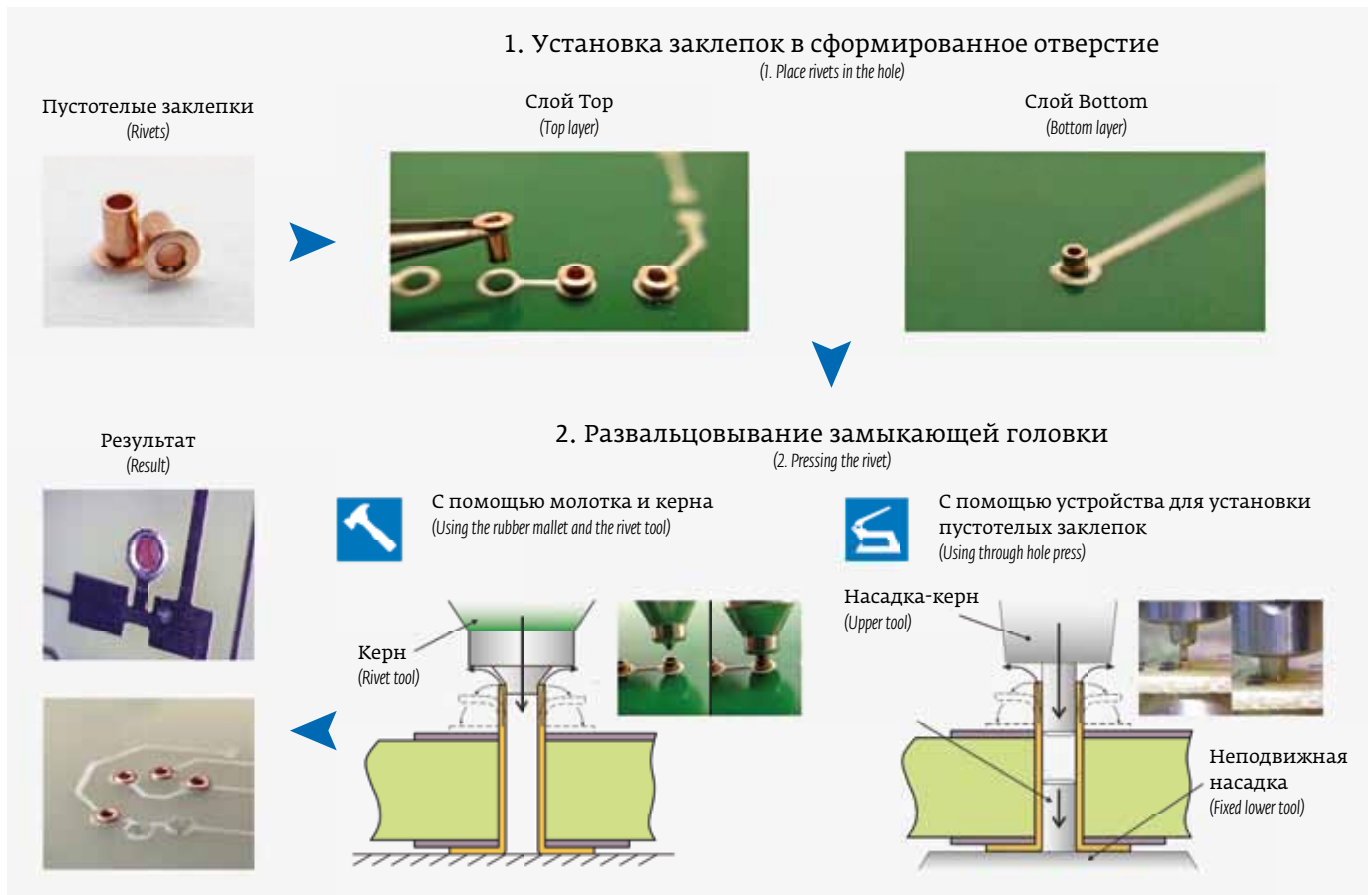 1. Установка заклепок в сформированное отверстие
(1. Place rivets in the hole)
Пустотелые заклепки
(Rivets)
Слой Top
(Top layer)
Слой Bottom
(Bottom layer)
2. Развальцовывание замыкающей головки
(2. Pressing the rivet)
Результат
(Result)
С помощью молотка и керна
(Using the rubber mallet and the rivet tool)
С помощью устройства для установки
пустотелых заклепок
(Using through hole press)
Керн
(Rivet tool)
Насадка-керн
(Upper tool)
Неподвижная
насадка
(Fixed lower tool)